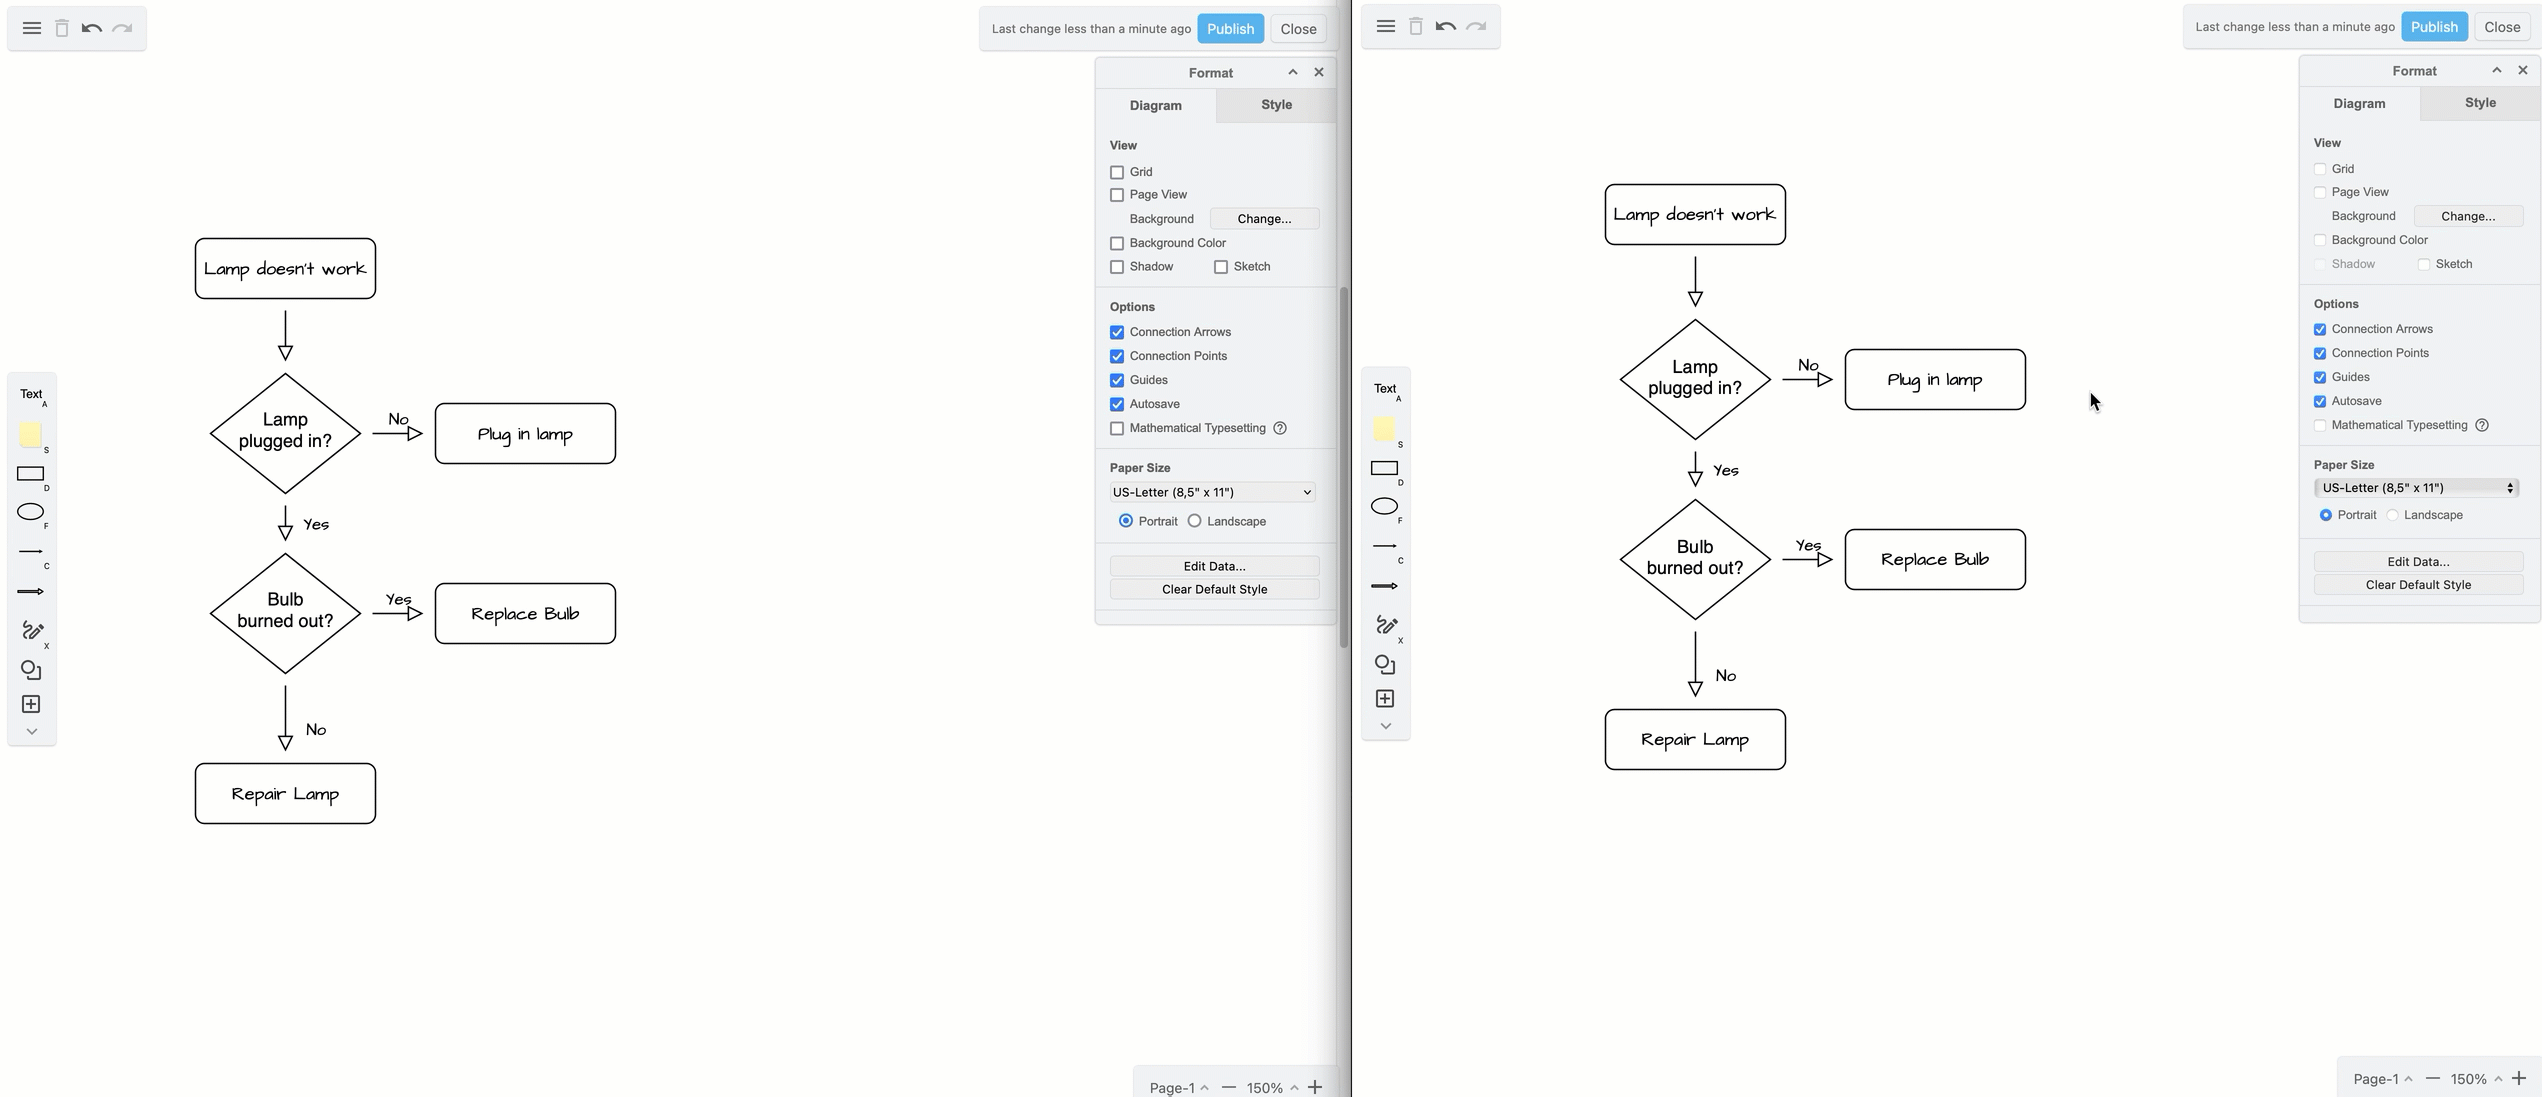 Last change less than a minute ago Publish Close
Format
Diagram Style
View
Grid
Page View
Background Change...
Background Color
Shadow Sketch
Options
Connection Arrows
Connection Points
Guides
Autosave
Mathematical Typesetting ?
Paper Size
US-Letter (8,5" x 11")
Portrait Landscape
Edit Data...
Clear Default Style
Text
A
S
D
F
C
X
Lamp doesn't work
Lamp
plugged in?
No
Plug in lamp
Yes
Bulb
burned out?
Yes
Replace Bulb
No
Repair Lamp
Page-1 150%
Last change less than a minute ago Publish Close
Format
Diagram Style
View
Grid
Page View
Background Change...
Background Color
Shadow Sketch
Options
Connection Arrows
Connection Points
Guides
Autosave
Mathematical Typesetting ?
Paper Size
US-Letter (8,5" x 11")
Portrait Landscape
Edit Data...
Clear Default Style
Text
A
S
D
F
C
X
Lamp doesn't work
Lamp
plugged in?
No
Plug in lamp
Yes
Bulb
burned out?
Yes
Replace Bulb
No
Repair Lamp
Page-1 150%